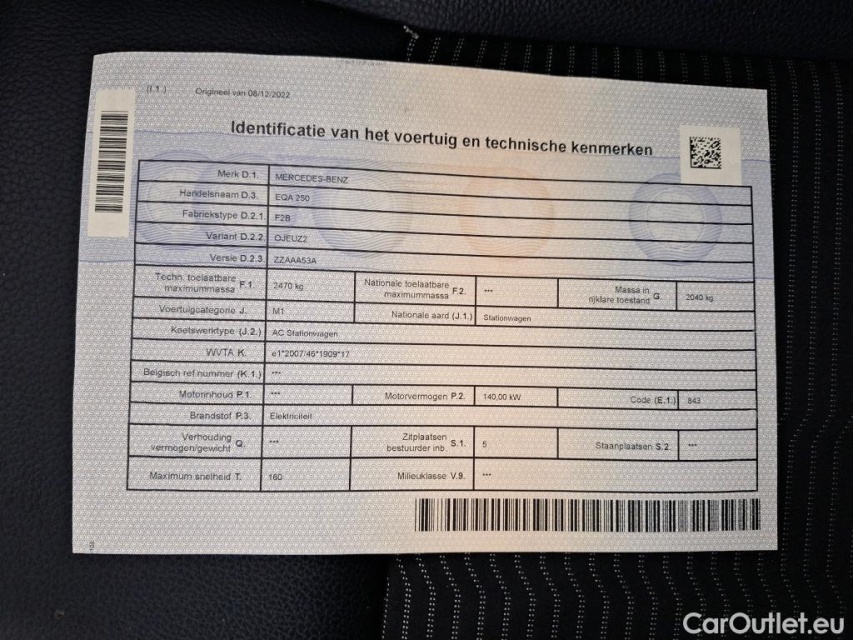 (I.1.) Origineel van 08/12/2022
Identificatie van het voertuig en technische kenmerken
Merk D.1. MERCEDES-BENZ
Handelsnaam D.3. EQA 250
Fabriekstype D.2.1. F2B
Variant D.2.2. OJEUZ2
Versie D.2.3. ZZAAA53A
Techn. toelaatbare maximummassa F.1. 2470 kg Nationale toelaatbare maximummassa F.2. --- Massa in rijklare toestand G. 2040 kg
Voertuigcategorie J. M1 Nationale aard (J.1.) Stationwagen
Koetswerktype (J.2.) AC Stationwagen
WVTA K. e1*2007/46*1909*17
Belgisch ref.nummer (K.1.) ---
Motorinhoud P.1. --- Motorvermogen P.2. 140,00 kW Code (E.1.) 843
Brandstof P.3. Elektriciteit
Verhouding vermogen/gewicht Q. --- Zitplaatsen bestuurder inb. S.1. 5 Staanplaatsen S.2. ---
Maximum snelheid T. 160 Milieuklasse V.9. ---
CarOutlet.eu